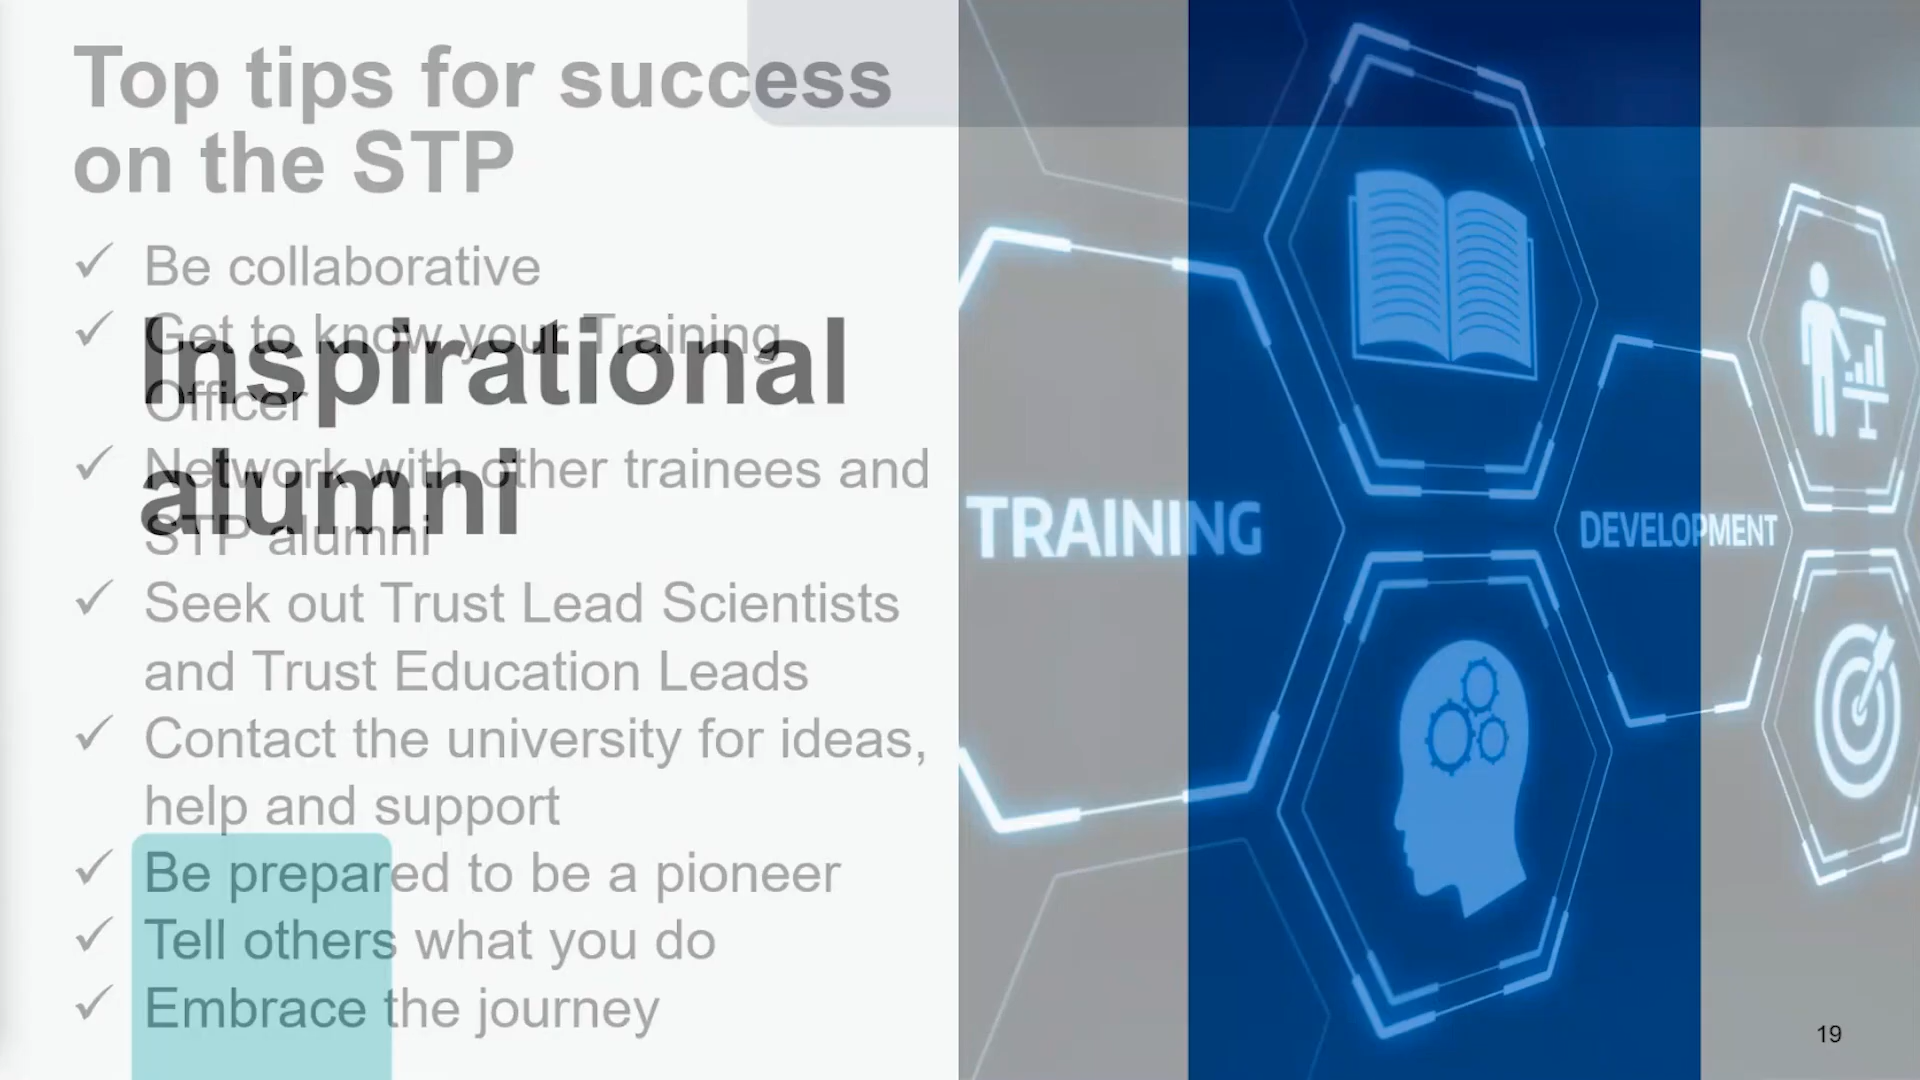 Top tips for success
on the STP
✓ Be collaborative
✓ Get to know your Training
Officer
✓ Network with other trainees and
STP alumni
✓ Seek out Trust Lead Scientists
and Trust Education Leads
✓ Contact the university for ideas,
help and support
✓ Be prepared to be a pioneer
✓ Tell others what you do
✓ Embrace the journey
Inspirational
alumni
TRAINING
DEVELOPMENT
19